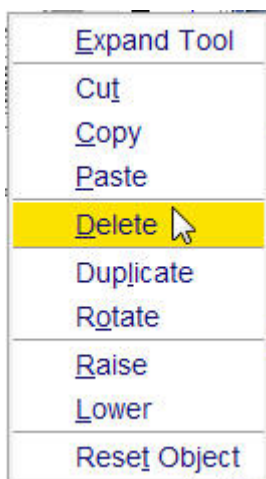 Expand Tool
Cut
Copy
Paste
Delete
Duplicate
Rotate
Raise
Lower
Reset Object